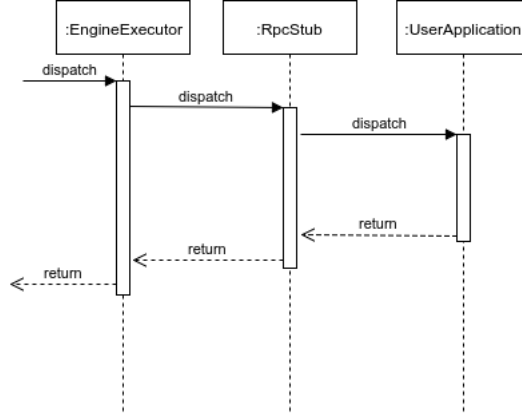 :EngineExecutor
:RpcStub
:UserApplication
dispatch
dispatch
dispatch
return
return
return